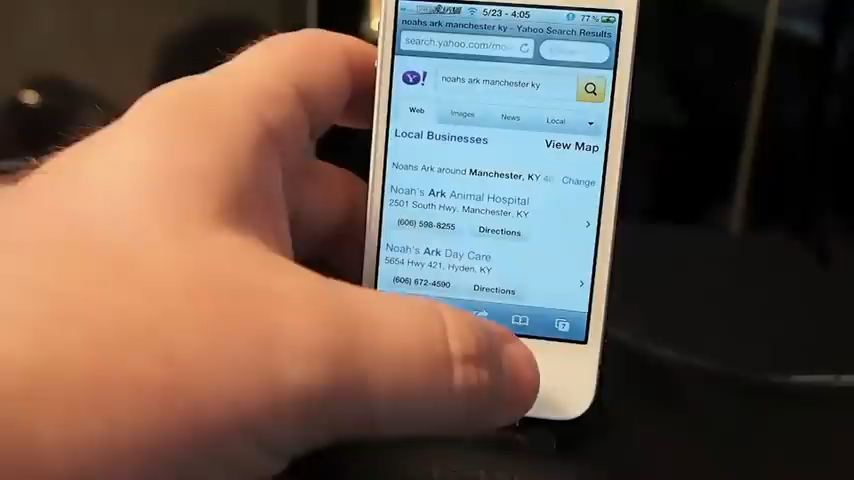 5/23 - 4:05 77%
noahs ark manchester ky - Yahoo Search Results
search.yahoo.com/mo
Y! noahs ark manchester ky
Web Images News Local
Local Businesses View Map
Noahs Ark around Manchester, KY 40 Change
Noah's Ark Animal Hospital
2501 South Hwy. Manchester, KY
(606) 598-8255 Directions
Noah's Ark Day Care
5654 Hwy 421, Hyden, KY
(606) 672-4590 Directions
7